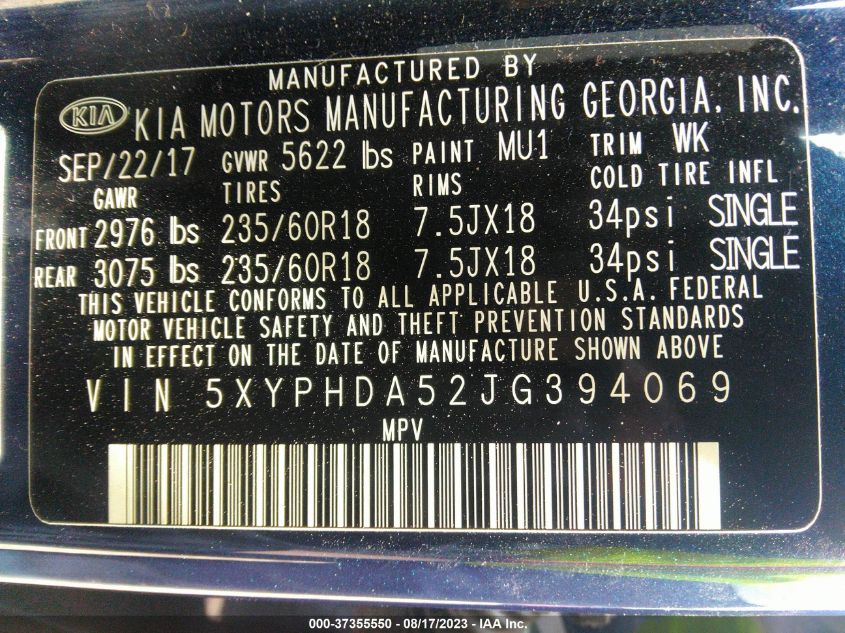 MANUFACTURED BY
KIA KIA MOTORS MANUFACTURING GEORGIA, INC.
SEP/22/17 GVWR 5622 lbs PAINT MU1 TRIM WK
GAWR TIRES RIMS COLD TIRE INFL
FRONT 2976 lbs 235/60R18 7.5JX18 34psi SINGLE
REAR 3075 lbs 235/60R18 7.5JX18 34psi SINGLE
THIS VEHICLE CONFORMS TO ALL APPLICABLE U.S.A. FEDERAL
MOTOR VEHICLE SAFETY AND THEFT PREVENTION STANDARDS
IN EFFECT ON THE DATE OF MANUFACTURE SHOWN ABOVE
VIN 5XYPHDA52JG394069
MPV
000-37355550 - 08/17/2023 - IAA Inc.